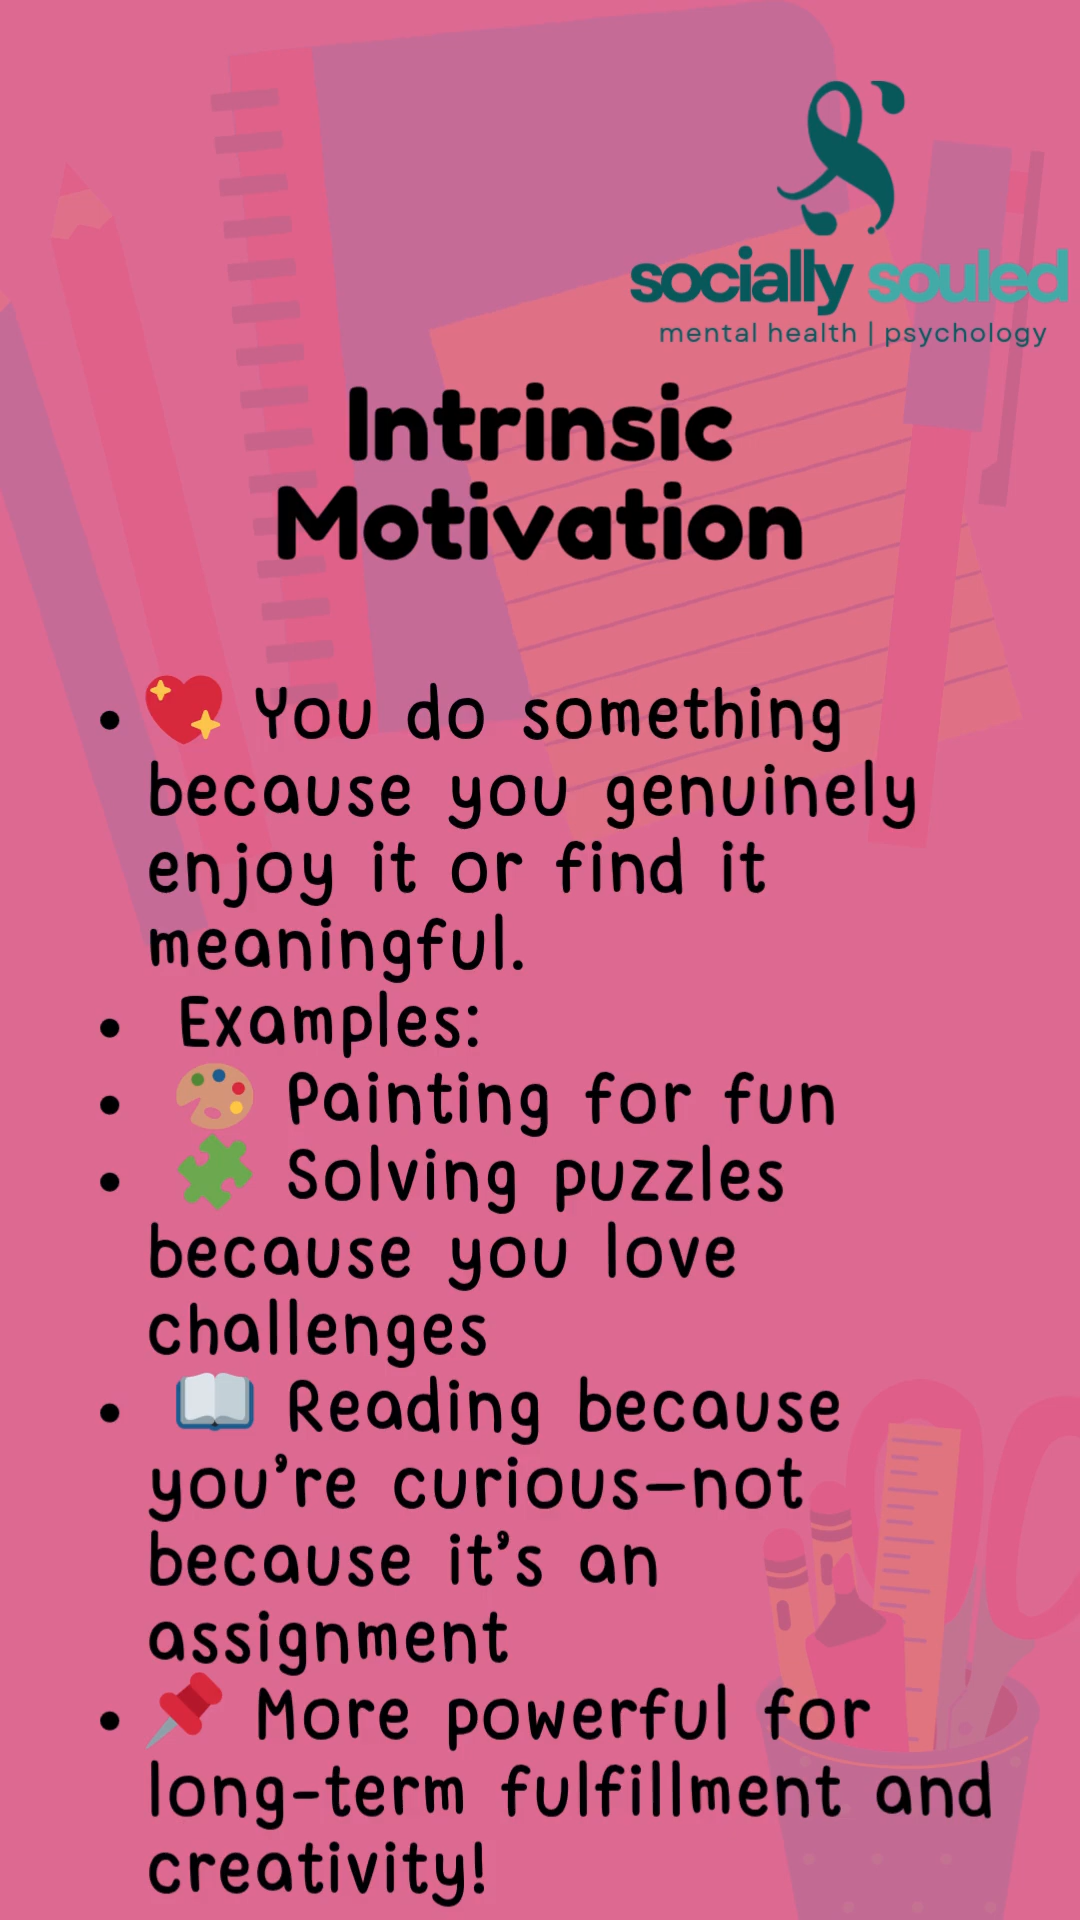 socially souled
mental health | psychology
Intrinsic
Motivation
• 💖 You do something
because you genuinely
enjoy it or find it
meaningful.
• Examples:
• 🎨 Painting for fun
• 🧩 Solving puzzles
because you love
challenges
• 📖 Reading because
you’re curious—not
because it’s an
assignment
• 📌 More powerful for
long-term fulfillment and
creativity!